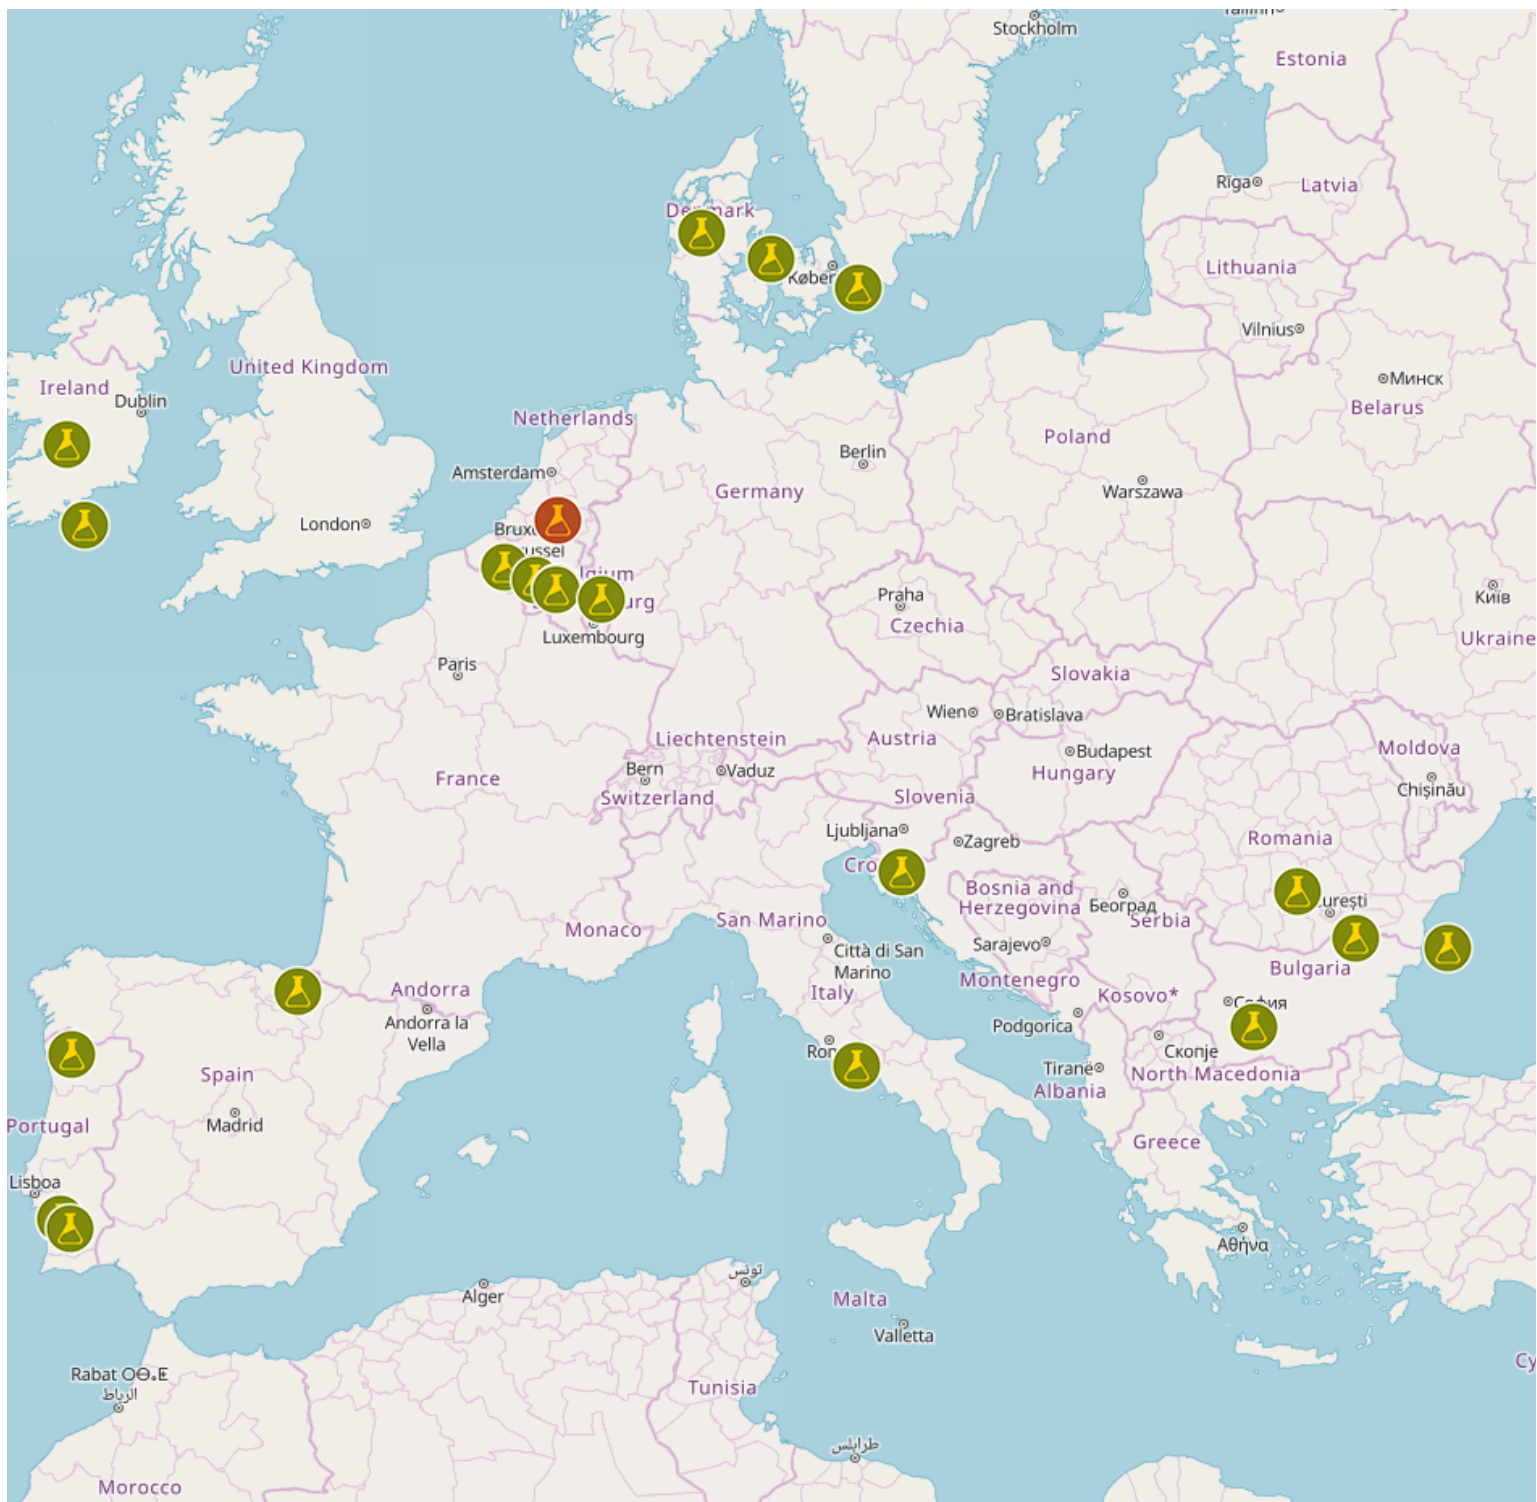 Stockholm
Estonia
Rīga
Latvia
Denmark
Lithuania
Vilnius
Минск
Belarus
United Kingdom
Ireland
Dublin
Netherlands
Poland
Berlin
Amsterdam
Germany
Warszawa
London
Київ
Ukraine
Praha
Czechia
Luxembourg
Paris
Slovakia
Wien
Bratislava
Liechtenstein
Austria
Budapest
Moldova
Bern
Vaduz
Hungary
France
Switzerland
Slovenia
Chișinău
Ljubljana
Zagreb
Romania
Bosnia and
Herzegovina
Београд
Serbia
San Marino
Monaco
Città di San
Marino
Sarajevo
Bulgaria
Montenegro
Andorra
Italy
Kosovo*
Andorra la
Vella
Podgorica
София
Скопје
Spain
Tiranë
North Macedonia
Albania
Madrid
Portugal
Greece
Lisboa
Αθήνα
تونس
Alger
Malta
Valletta
Rabat ⵔⴱⴰⵟ
الرباط
Tunisia
طرابلس
Morocco